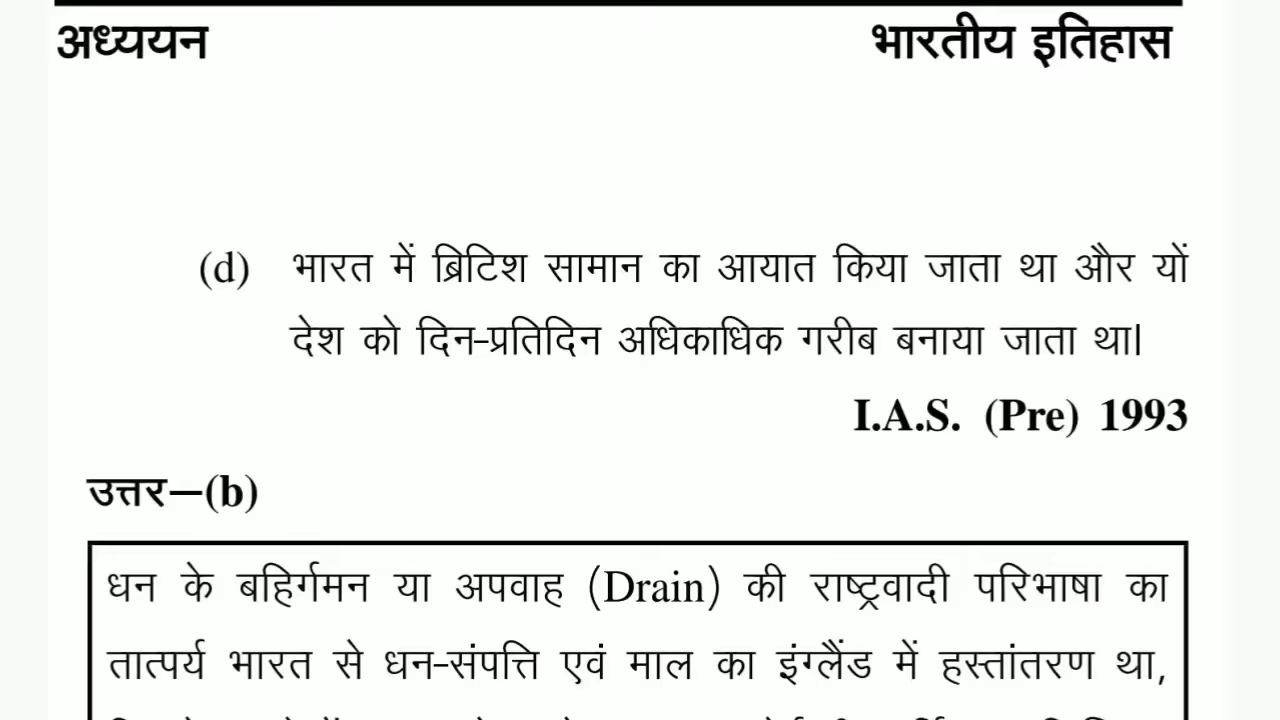 अध्ययन भारतीय इतिहास
(d) भारत में ब्रिटिश सामान का आयात किया जाता था और यों
देश को दिन-प्रतिदिन अधिकाधिक गरीब बनाया जाता था।
I.A.S. (Pre) 1993
उत्तर—(b)
धन के बहिर्गमन या अपवाह (Drain) की राष्ट्रवादी परिभाषा का
तात्पर्य भारत से धन-संपत्ति एवं माल का इंग्लैंड में हस्तांतरण था,